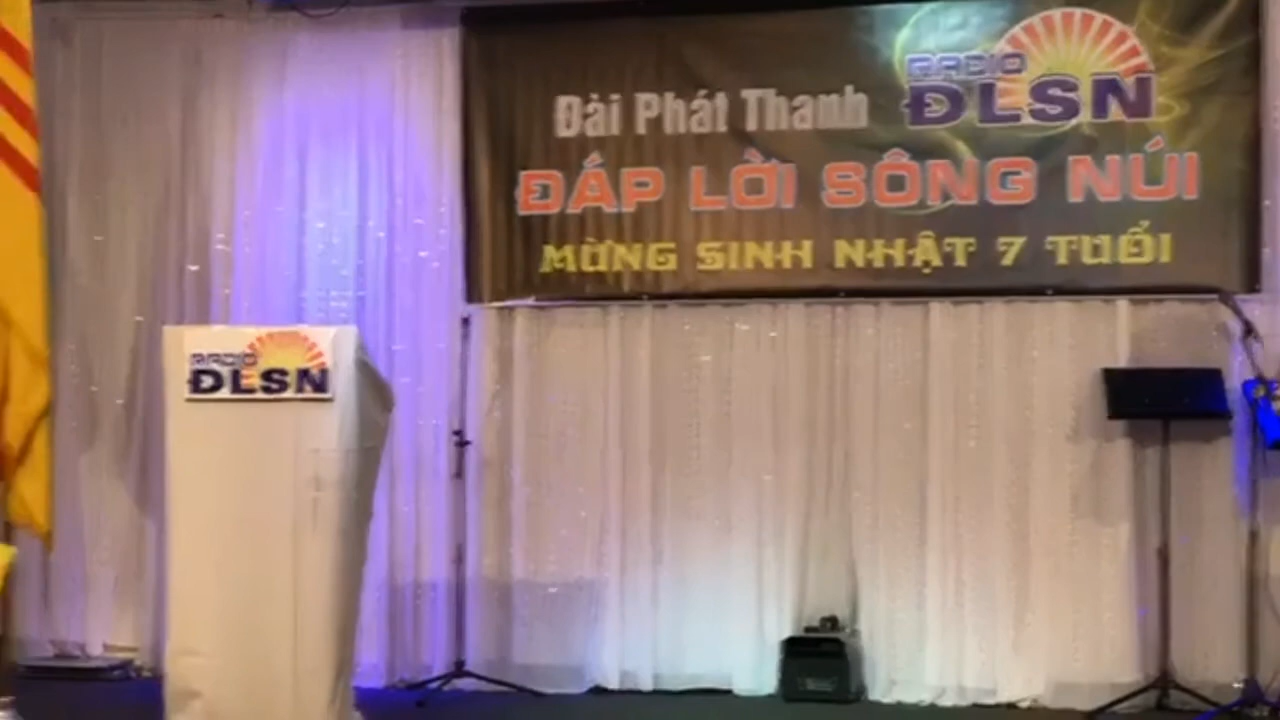 RADIO
ĐLSN
Đài Phát Thanh
ĐÁP LỜI SÔNG NÚI
MỪNG SINH NHẬT 7 TUỔI
RADIO
ĐLSN